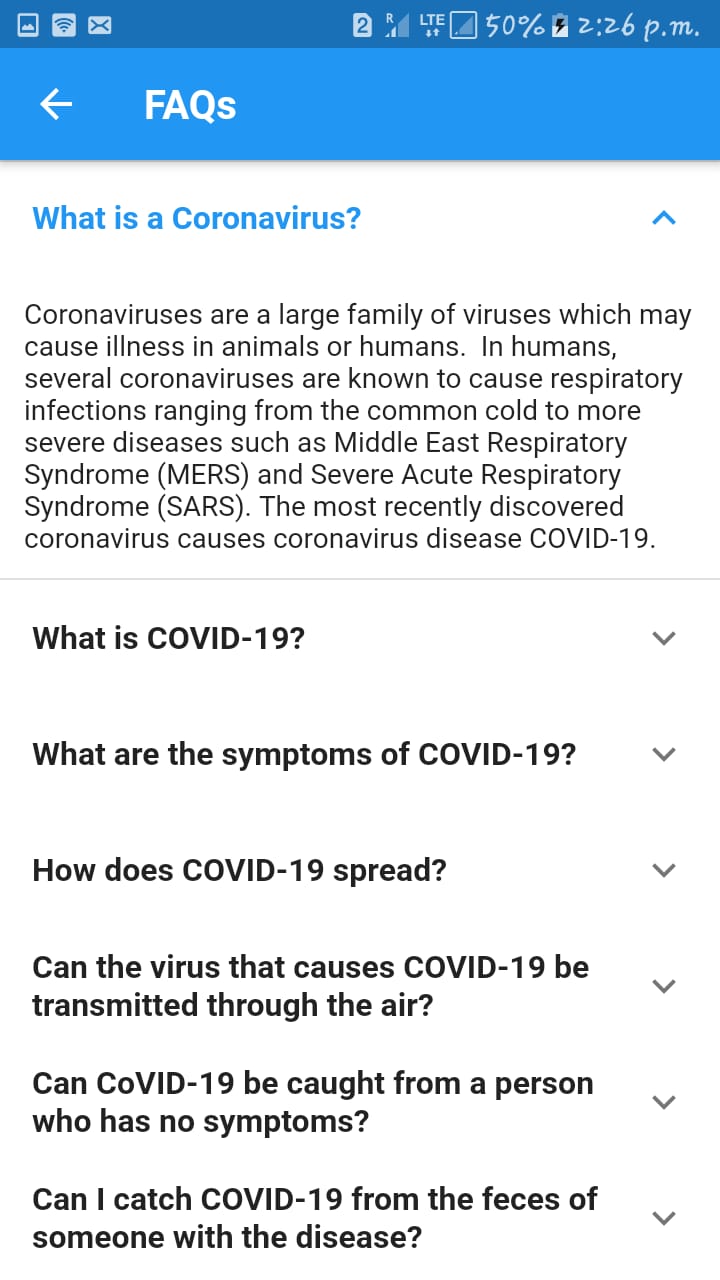 2 R LTE 50% 2:26 p.m.
FAQs
What is a Coronavirus?
Coronaviruses are a large family of viruses which may
cause illness in animals or humans.  In humans,
several coronaviruses are known to cause respiratory
infections ranging from the common cold to more
severe diseases such as Middle East Respiratory
Syndrome (MERS) and Severe Acute Respiratory
Syndrome (SARS). The most recently discovered
coronavirus causes coronavirus disease COVID-19.
What is COVID-19?
What are the symptoms of COVID-19?
How does COVID-19 spread?
Can the virus that causes COVID-19 be
transmitted through the air?
Can CoVID-19 be caught from a person
who has no symptoms?
Can I catch COVID-19 from the feces of
someone with the disease?